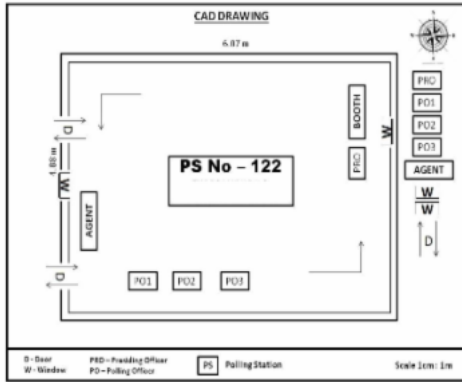 CAD DRAWING
6.87 m
N
PRO
PO1
PO2
PO3
AGENT
W
W
D
BOOTH
W
PRO
D
4.88 m
W
PS No – 122
AGENT
D
PO1 PO2 PO3
D - Door
W - Window
PRO – Presiding Officer
PO – Polling Officer
PS Polling Station
Scale 1cm : 1m